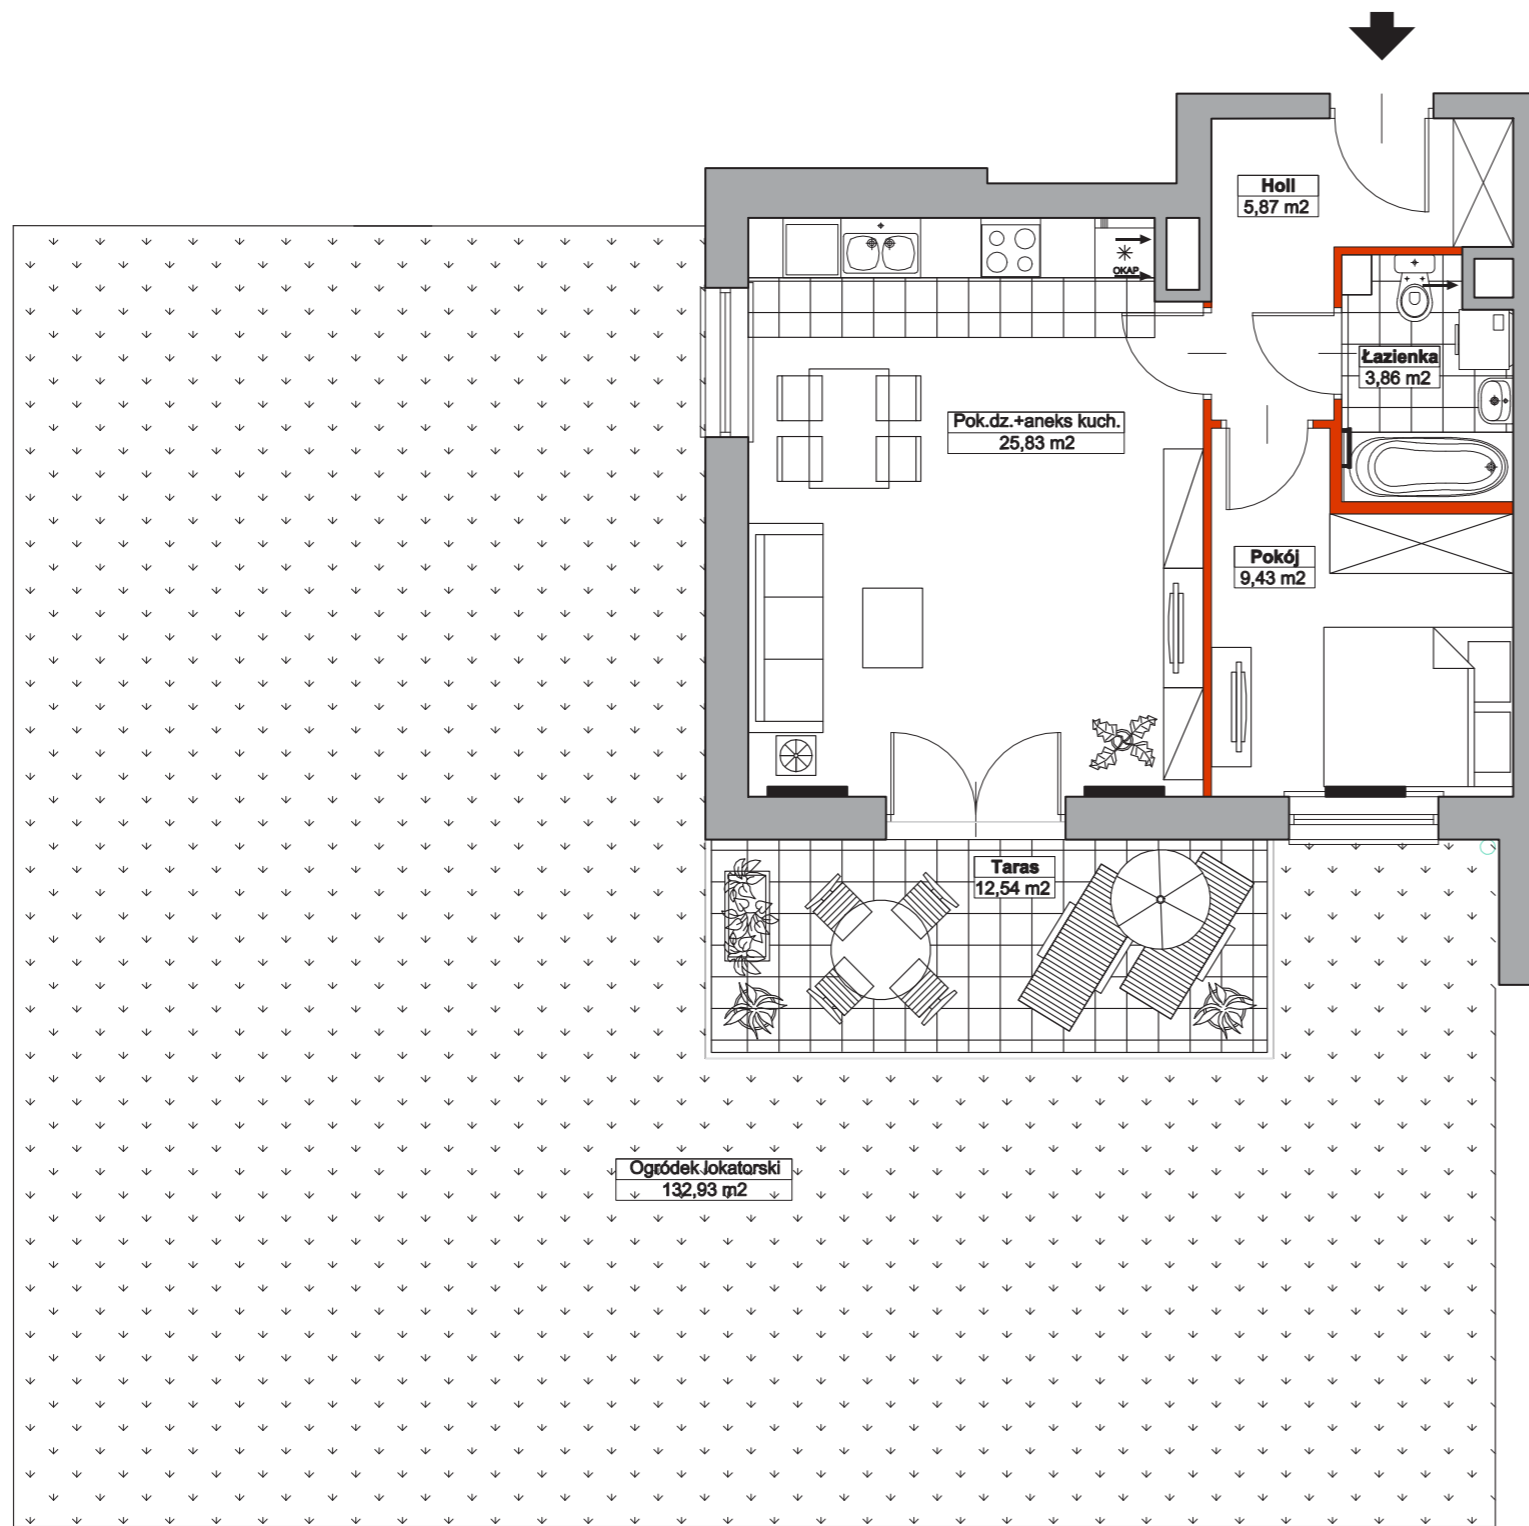 Holl
5,87 m2
OKAP
Łazienka
3,86 m2
Pok.dz.+aneks kuch.
25,83 m2
Pokój
9,43 m2
Taras
12,54 m2
Ogródek lokatorski
132,93 m2